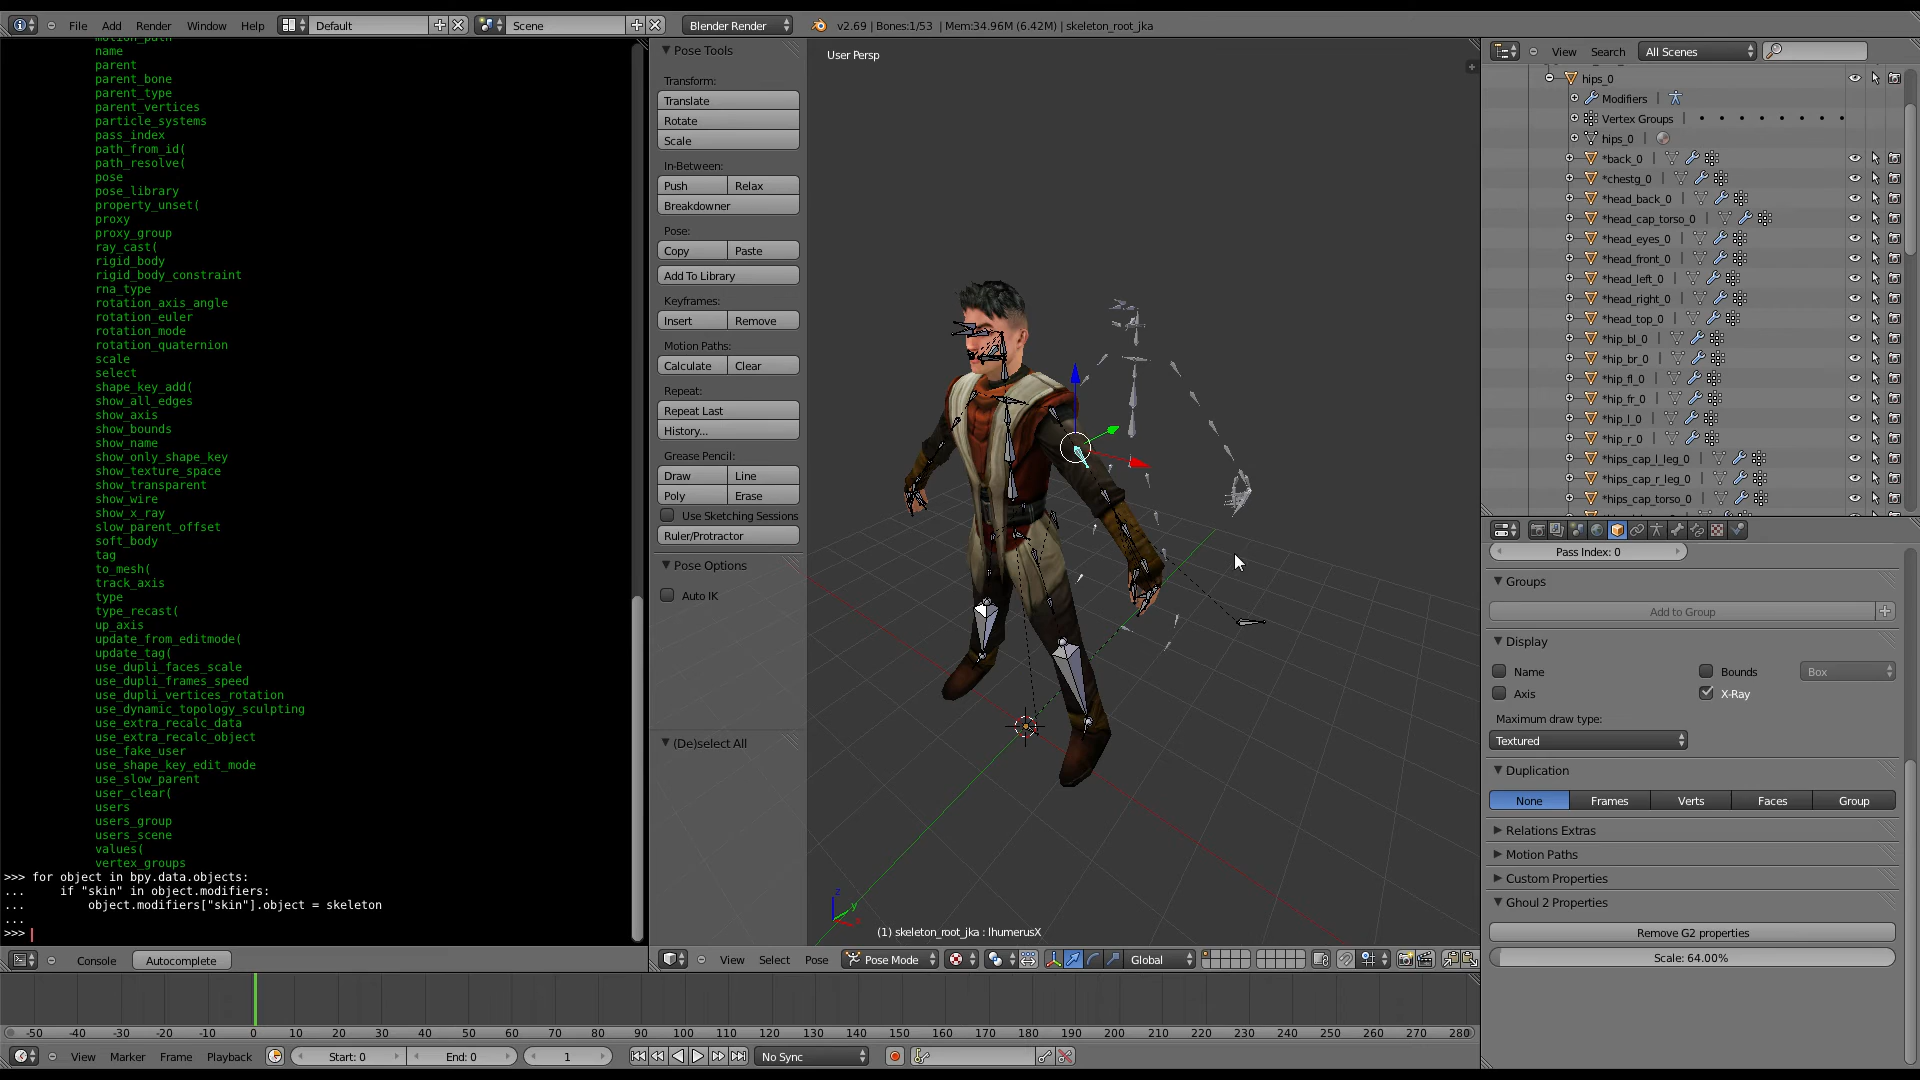 File Add Render Window Help Default Scene Blender Render v2.69 | Bones:1/53 | Mem:34.96M (6.42M) | skeleton_root_jka
motion_path
name
parent
parent_bone
parent_type
parent_vertices
particle_systems
pass_index
path_from_id(
path_resolve(
pose
pose_library
property_unset(
proxy
proxy_group
ray_cast(
rigid_body
rigid_body_constraint
rna_type
rotation_axis_angle
rotation_euler
rotation_mode
rotation_quaternion
scale
select
shape_key_add(
show_all_edges
show_axis
show_bounds
show_name
show_only_shape_key
show_texture_space
show_transparent
show_wire
show_x_ray
slow_parent_offset
soft_body
tag
to_mesh(
track_axis
type
type_recast(
up_axis
update_from_editmode(
update_tag(
use_dupli_faces_scale
use_dupli_frames_speed
use_dupli_vertices_rotation
use_dynamic_topology_sculpting
use_extra_recalc_data
use_extra_recalc_object
use_fake_user
use_shape_key_edit_mode
use_slow_parent
user_clear(
users
users_group
users_scene
values(
vertex_groups
>>> for object in bpy.data.objects:
...     if "skin" in object.modifiers:
...         object.modifiers["skin"].object = skeleton
...
>>>
Console Autocomplete
Pose Tools
Transform:
Translate
Rotate
Scale
In-Between:
Push Relax
Breakdowner
Pose:
Copy Paste
Add To Library
Keyframes:
Insert Remove
Motion Paths:
Calculate Clear
Repeat:
Repeat Last
History...
Grease Pencil:
Draw Line
Poly Erase
Use Sketching Sessions
Ruler/Protractor
Pose Options
Auto IK
(De)select All
User Persp
z
y
x
(1) skeleton_root_jka : lhumerusX
View Select Pose Pose Mode Global
View Search All Scenes
hips_0
Modifiers |
Vertex Groups |
hips_0 |
*back_0 |
*chestg_0 |
*head_back_0 |
*head_cap_torso_0 |
*head_eyes_0 |
*head_front_0 |
*head_left_0 |
*head_right_0 |
*head_top_0 |
*hip_bl_0 |
*hip_br_0 |
*hip_fl_0 |
*hip_fr_0 |
*hip_l_0 |
*hip_r_0 |
*hips_cap_l_leg_0 |
*hips_cap_r_leg_0 |
*hips_cap_torso_0 |
Pass Index: 0
Groups
Add to Group
Display
Name Bounds Box
Axis X-Ray
Maximum draw type:
Textured
Duplication
None Frames Verts Faces Group
Relations Extras
Motion Paths
Custom Properties
Ghoul 2 Properties
Remove G2 properties
Scale: 64.00%
-50 -40 -30 -20 -10 0 10 20 30 40 50 60 70 80 90 100 110 120 130 140 150 160 170 180 190 200 210 220 230 240 250 260 270 280
View Marker Frame Playback Start: 0 End: 0 1 No Sync